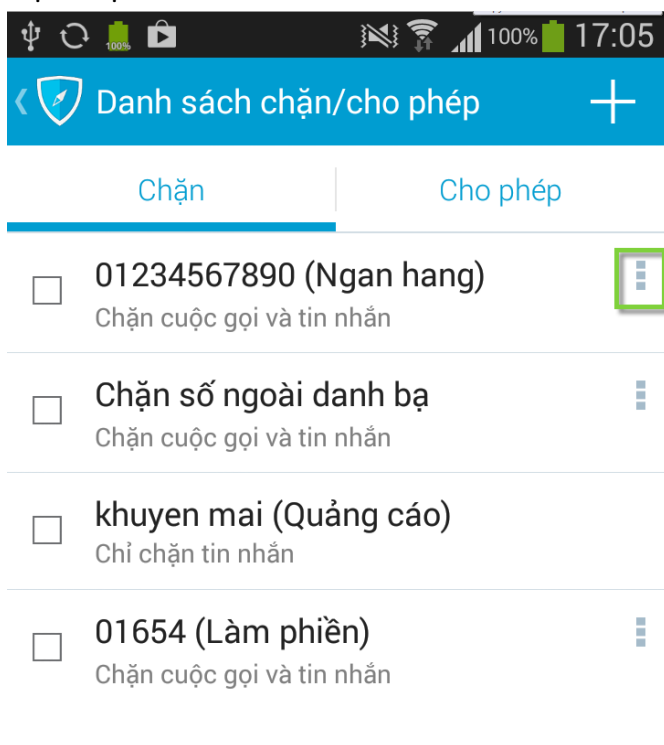 100% 100% 17:05
Danh sách chặn/cho phép
Chặn Cho phép
01234567890 (Ngan hang)
Chặn cuộc gọi và tin nhắn
Chặn số ngoài danh bạ
Chặn cuộc gọi và tin nhắn
khuyen mai (Quảng cáo)
Chỉ chặn tin nhắn
01654 (Làm phiền)
Chặn cuộc gọi và tin nhắn